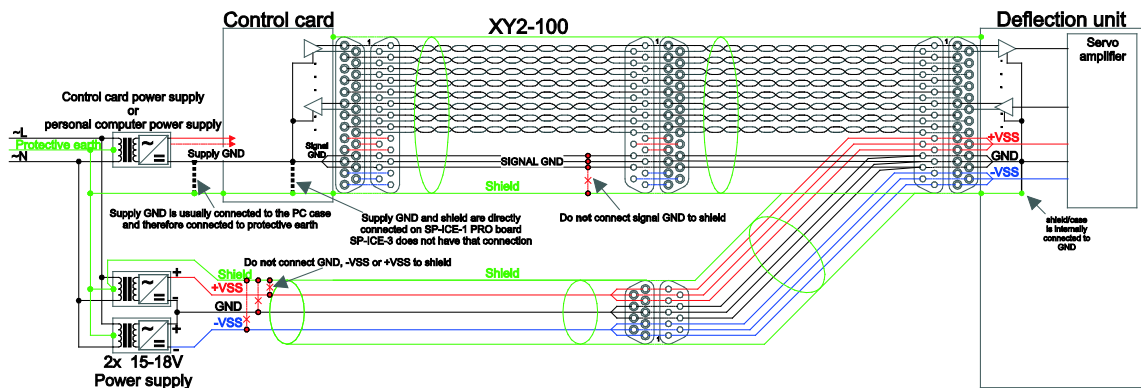 Control card
XY2-100
Deflection unit
1
1
1
Servo
amplifier
Control card power supply
or
personal computer power supply
~L
Protective earth
~N
Supply GND
Signal
GND
SIGNAL GND
+VSS
GND
-VSS
Shield
Supply GND is usually connected to the PC case
and therefore connected to protective earth
Supply GND and shield are directly
connected on SP-ICE-1 PRO board
SP-ICE-3 does not have that connection
Do not connect signal GND to shield
shield/case
is internally
connected to
GND
Do not connect GND, -VSS or +VSS to shield
Shield
Shield
+VSS
GND
-VSS
+
-
+
-
1
2x 15-18V
Power supply